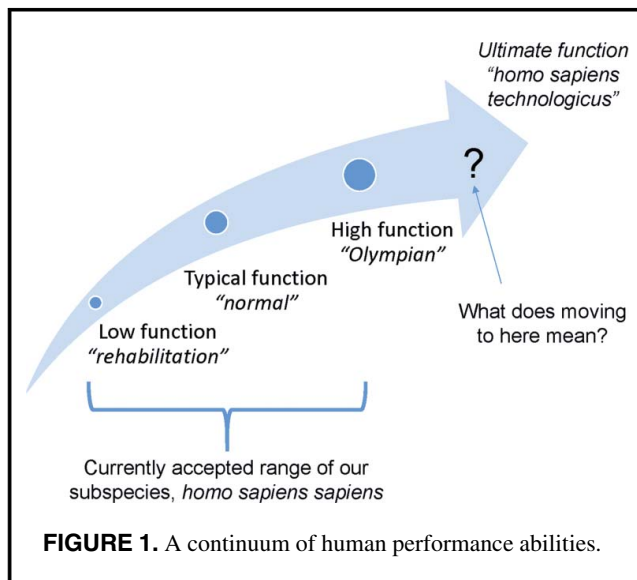 Ultimate function
“homo sapiens
technologicus”
?
High function
“Olympian”
Typical function
“normal”
What does moving
to here mean?
Low function
“rehabilitation”
Currently accepted range of our
subspecies, homo sapiens sapiens
FIGURE 1. A continuum of human performance abilities.